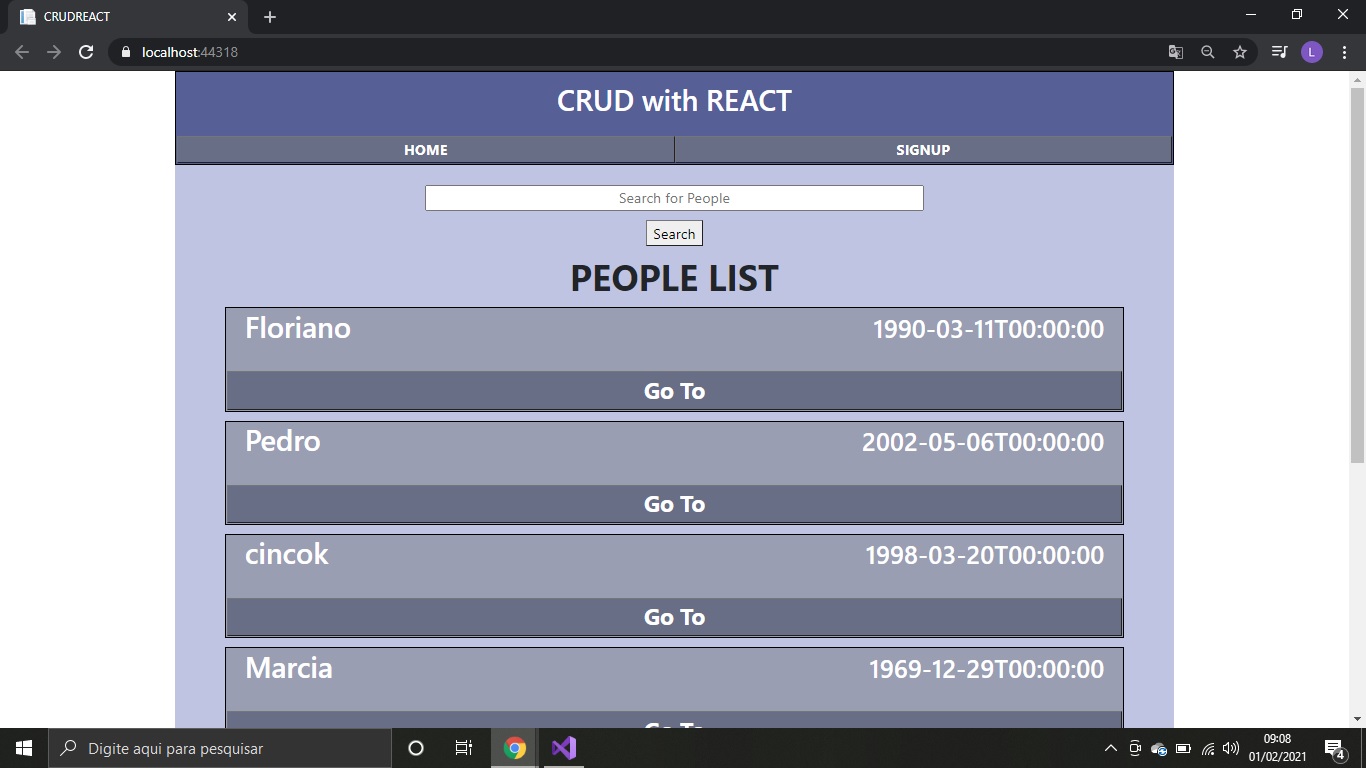 CRUDREACT
localhost:44318
L
CRUD with REACT
HOME SIGNUP
Search for People
Search
PEOPLE LIST
Floriano 1990-03-11T00:00:00
Go To
Pedro 2002-05-06T00:00:00
Go To
cincok 1998-03-20T00:00:00
Go To
Marcia 1969-12-29T00:00:00
Go To
Digite aqui para pesquisar
09:08
01/02/2021
4